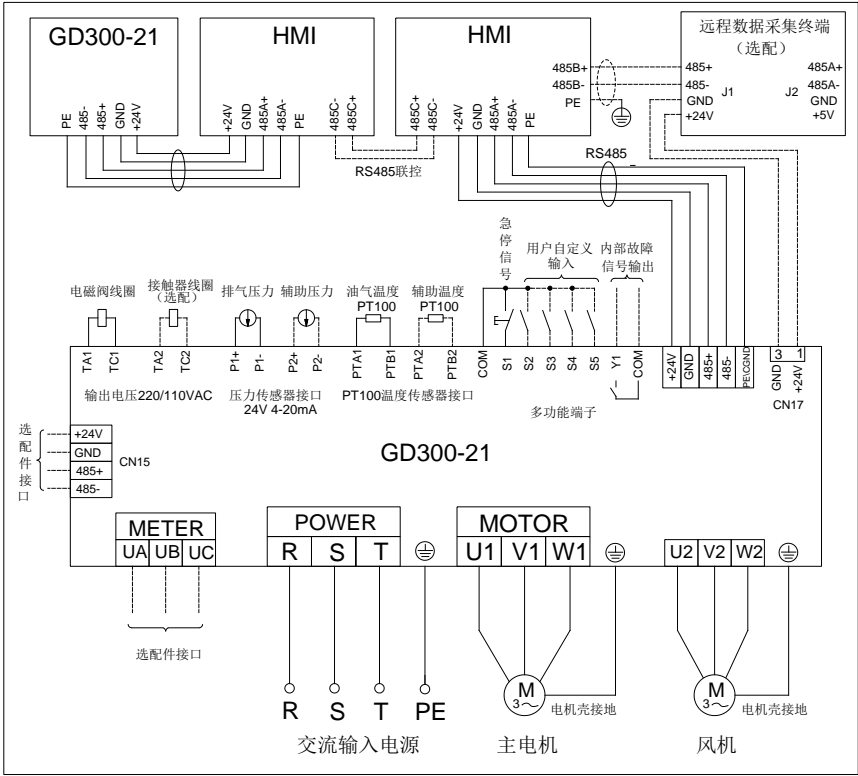 GD300-21
HMI
HMI
远程数据采集终端
（选配）
PE
485-
485+
GND
+24V
+24V
GND
485A+
485A-
PE
485C-
485C+
485C+
485C-
+24V
GND
485A+
485A-
PE
485B+
485B-
PE
485+
485-
GND
+24V
J1
J2
485A+
485A-
GND
+5V
RS485联控
RS485
急停信号
用户自定义
输入
内部故障
信号输出
电磁阀线圈
接触器线圈
（选配）
排气压力
辅助压力
油气温度
PT100
辅助温度
PT100
TA1
TC1
TA2
TC2
P1+
P1-
P2+
P2-
PTA1
PTB1
PTA2
PTB2
COM
S1
S2
S3
S4
S5
Y1
COM
+24V
GND
485+
485-
PE\CGND
3 1
GND
+24V
CN17
输出电压220/110VAC
压力传感器接口
24V 4-20mA
PT100温度传感器接口
多功能端子
选配件接口
+24V
GND
485+
485-
CN15
GD300-21
METER
UA UB UC
POWER
R S T
MOTOR
U1 V1 W1
U2 V2 W2
选配件接口
R S T PE
交流输入电源
M
3~
电机壳接地
主电机
M
3~
电机壳接地
风机